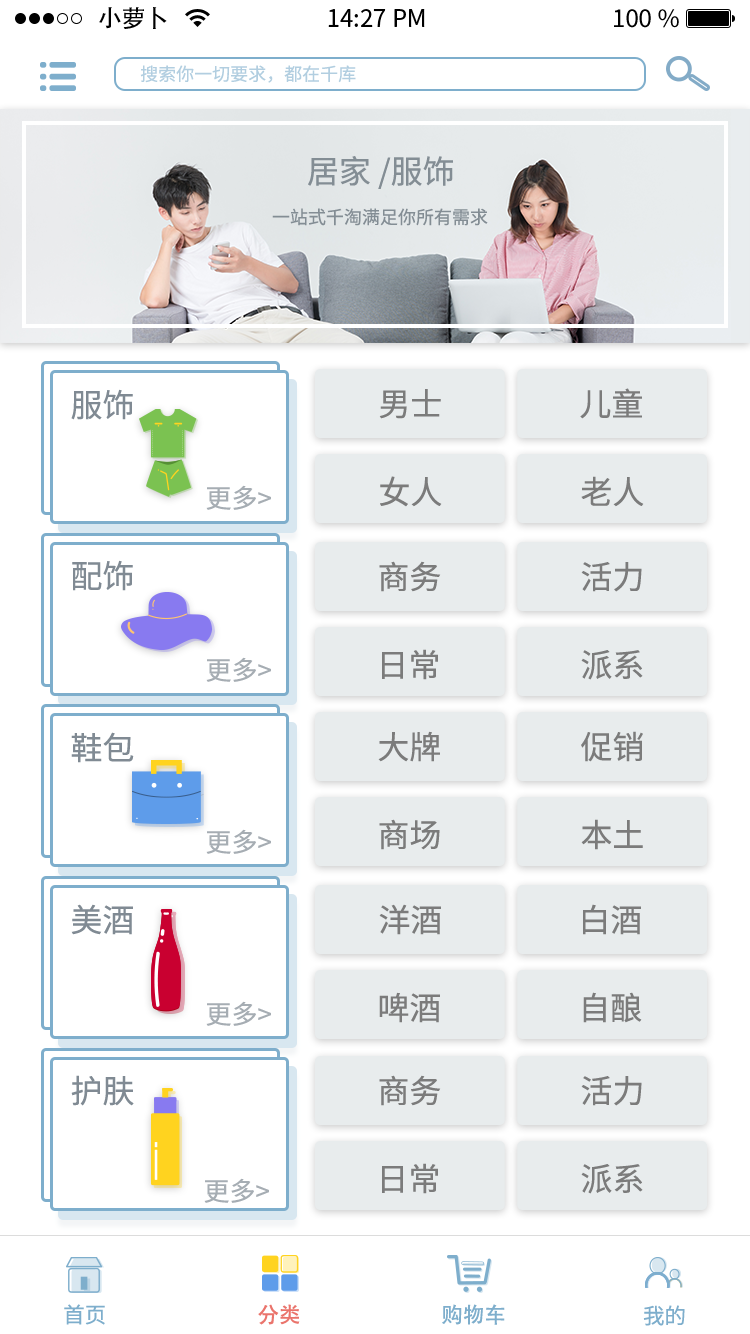 小萝卜 14:27 PM 100 %
搜索你一切要求，都在千库
居家 /服饰
一站式千淘满足你所有需求
服饰
更多>
男士 儿童
女人 老人
配饰
更多>
商务 活力
日常 派系
鞋包
更多>
大牌 促销
商场 本土
美酒
更多>
洋酒 白酒
啤酒 自酿
护肤
更多>
商务 活力
日常 派系
首页 分类 购物车 我的